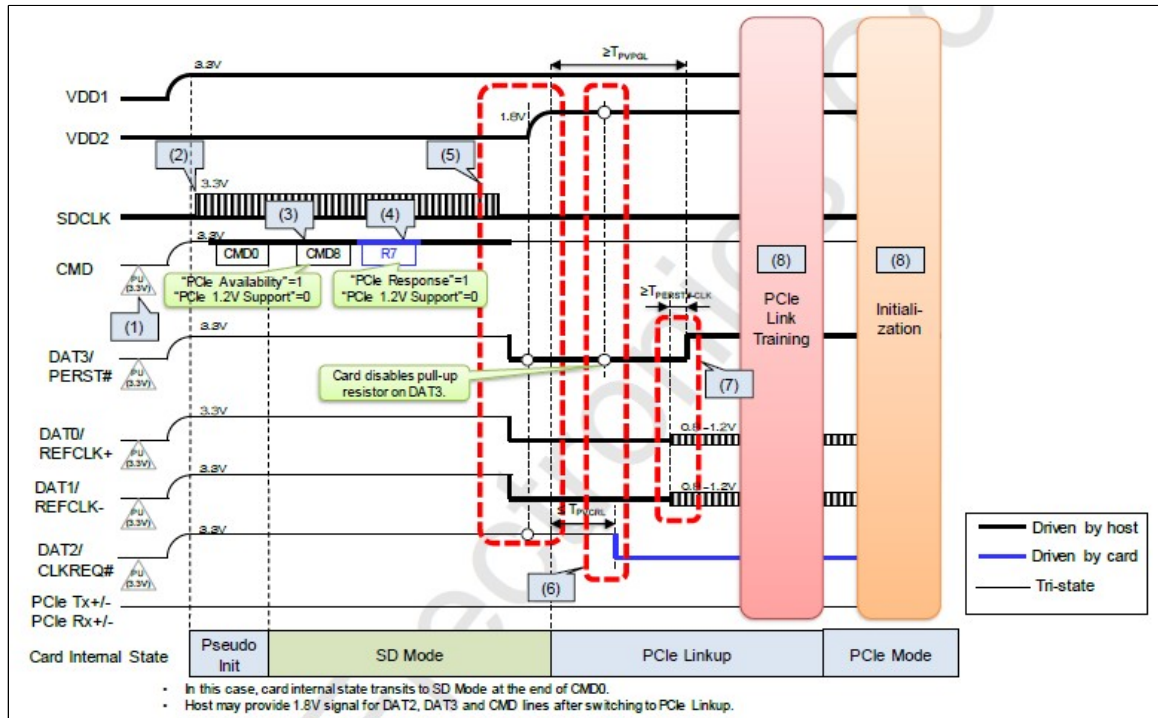 ≥TPVPGL
3.3V
VDD1
1.8V
VDD2
(2)
(5)
3.3V
SDCLK
(3)
(4)
3.3V
CMD0
CMD8
R7
CMD
PU
(3.3V)
"PCIe Availability"=1
"PCIe 1.2V Support"=0
"PCIe Response"=1
"PCIe 1.2V Support"=0
(1)
≥TPERST#-CLK
(8)
PCIe
Link
Training
(8)
Initiali-
zation
3.3V
DAT3/
PERST#
PU
(3.3V)
Card disables pull-up
resistor on DAT3.
(7)
3.3V
DAT0/
REFCLK+
PU
(3.3V)
0.8 -1.2V
3.3V
DAT1/
REFCLK-
PU
(3.3V)
0.8 -1.2V
≤ TPVCRL
3.3V
DAT2/
CLKREQ#
PU
(3.3V)
(6)
Driven by host
Driven by card
Tri-state
PCIe Tx+/-
PCIe Rx+/-
Card Internal State
Pseudo
Init
SD Mode
PCIe Linkup
PCIe Mode
• In this case, card internal state transits to SD Mode at the end of CMD0.
• Host may provide 1.8V signal for DAT2, DAT3 and CMD lines after switching to PCIe Linkup.